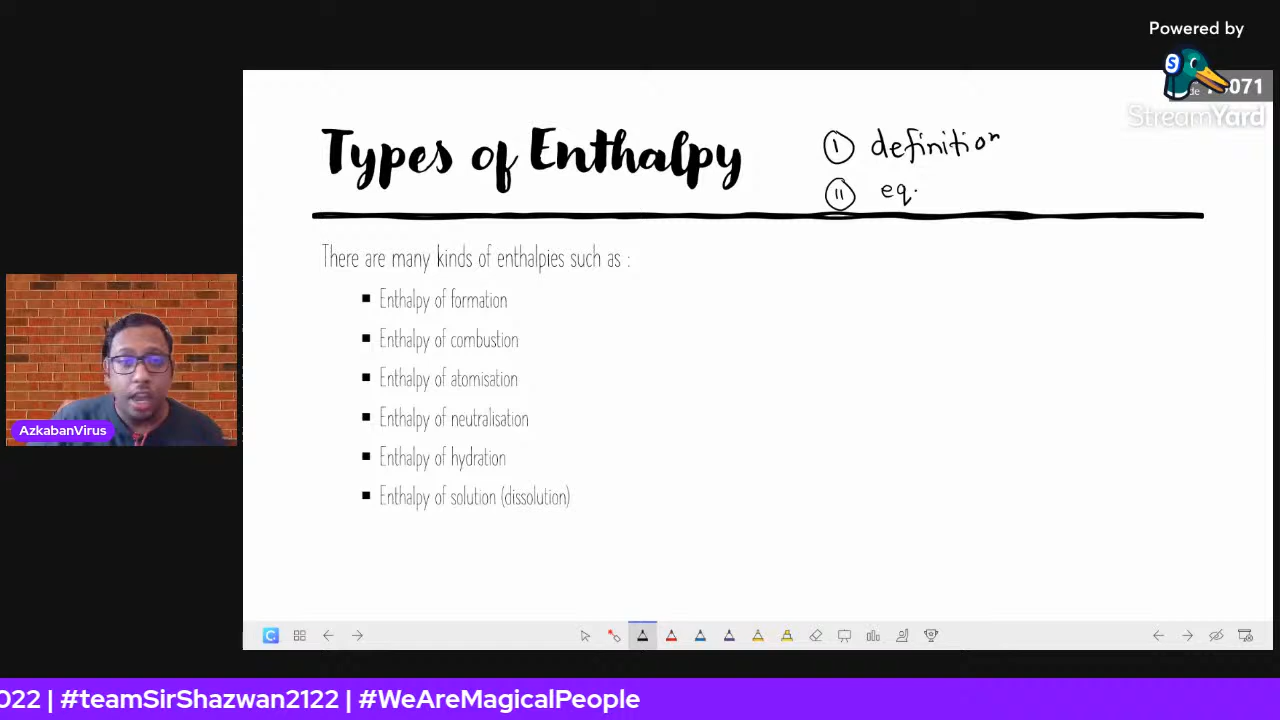 Powered by
071
StreamYard
Types of Enthalpy
I definition
II eq.
There are many kinds of enthalpies such as :
▪ Enthalpy of formation
▪ Enthalpy of combustion
▪ Enthalpy of atomisation
▪ Enthalpy of neutralisation
▪ Enthalpy of hydration
▪ Enthalpy of solution (dissolution)
AzkabanVirus
022 | #teamSirShazwan2122 | #WeAreMagicalPeople